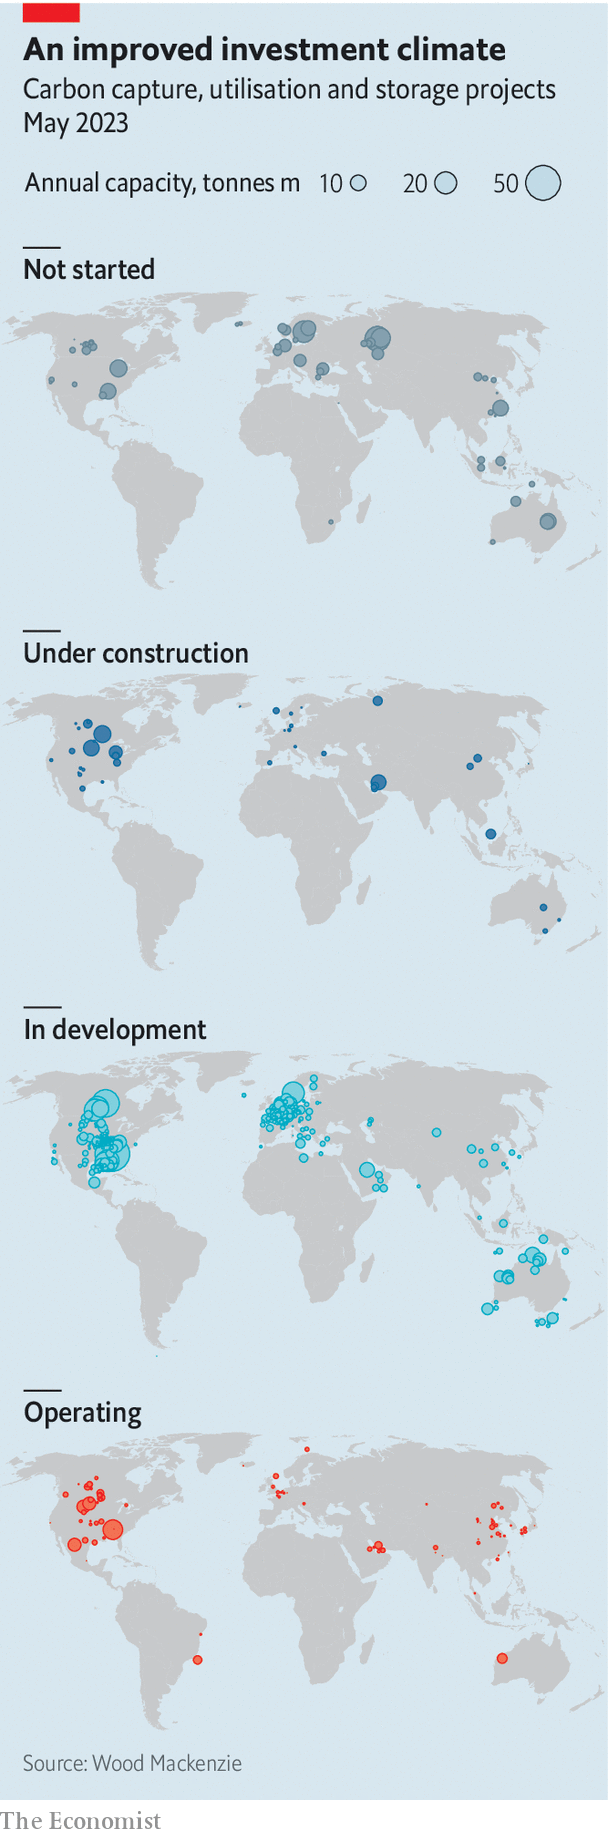 An improved investment climate
Carbon capture, utilisation and storage projects
May 2023
Annual capacity, tonnes m 10 20 50
Not started
Under construction
In development
Operating
Source: Wood Mackenzie
The Economist